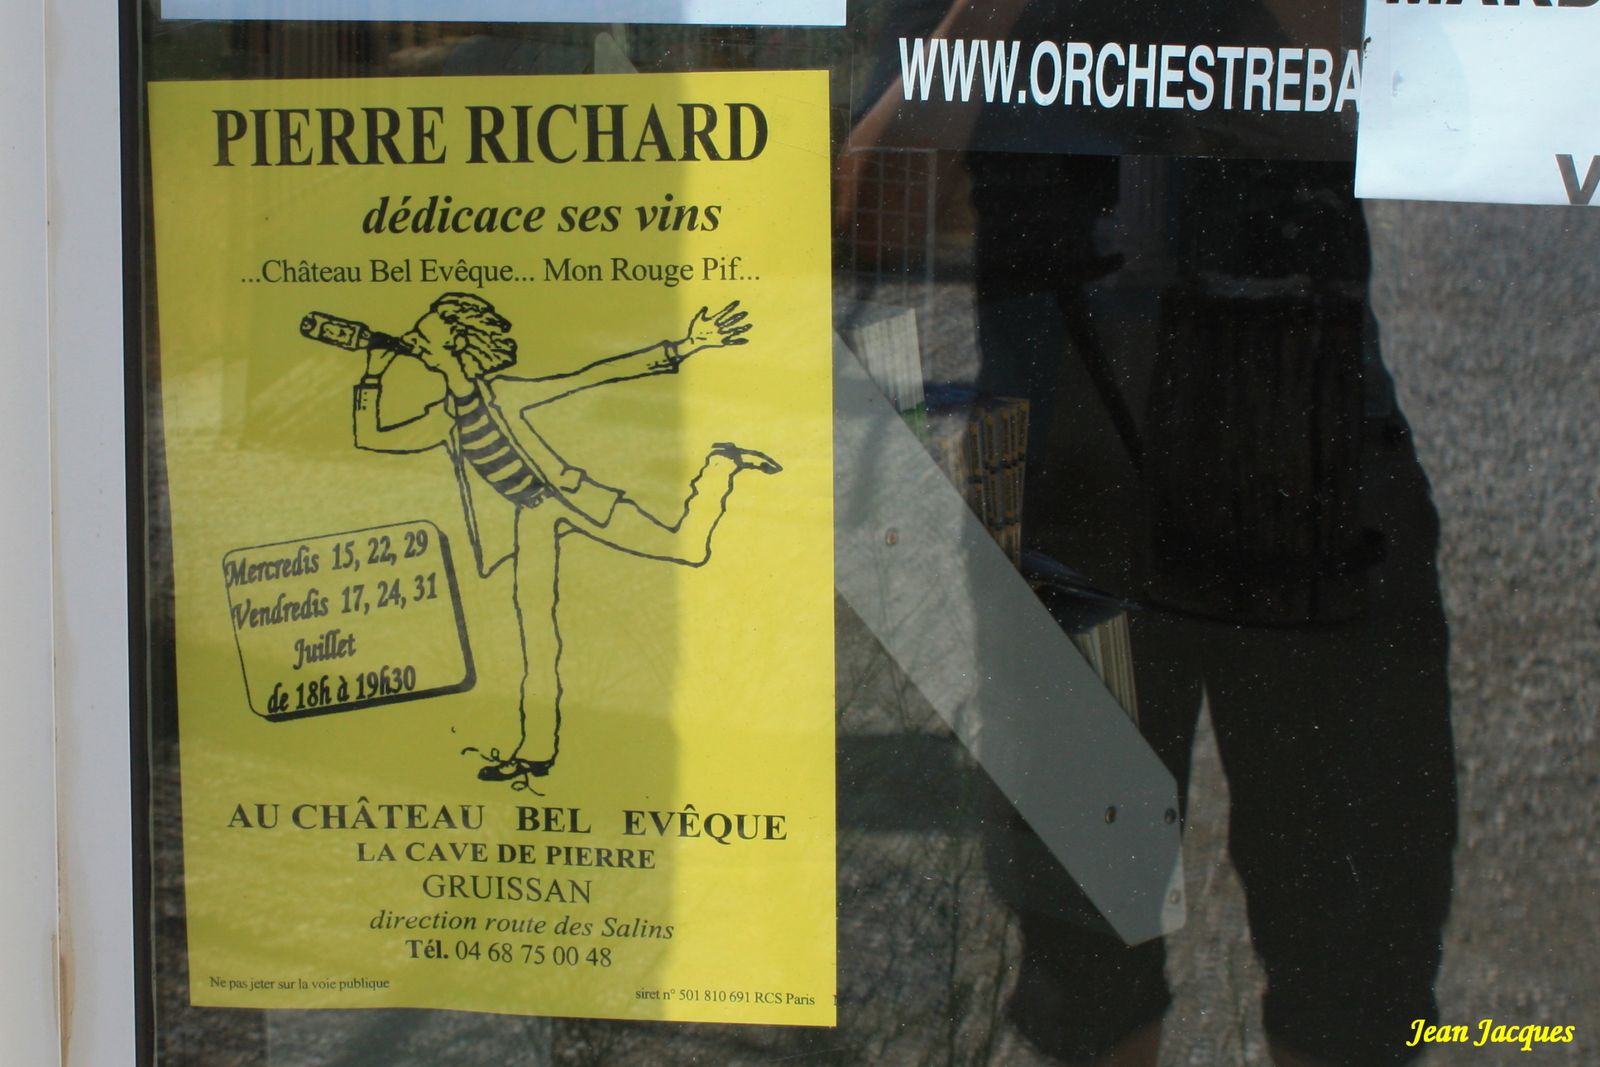 PIERRE RICHARD
dédicace ses vins
...Château Bel Evêque... Mon Rouge Pif...
Mercredis 15, 22, 29
Vendredis 17, 24, 31
Juillet
de 18h à 19h30
AU CHÂTEAU BEL EVÊQUE
LA CAVE DE PIERRE
GRUISSAN
direction route des Salins
Tél. 04 68 75 00 48
Ne pas jeter sur la voie publique
siret n° 501 810 691 RCS Paris
WWW.ORCHESTREBA
Jean Jacques